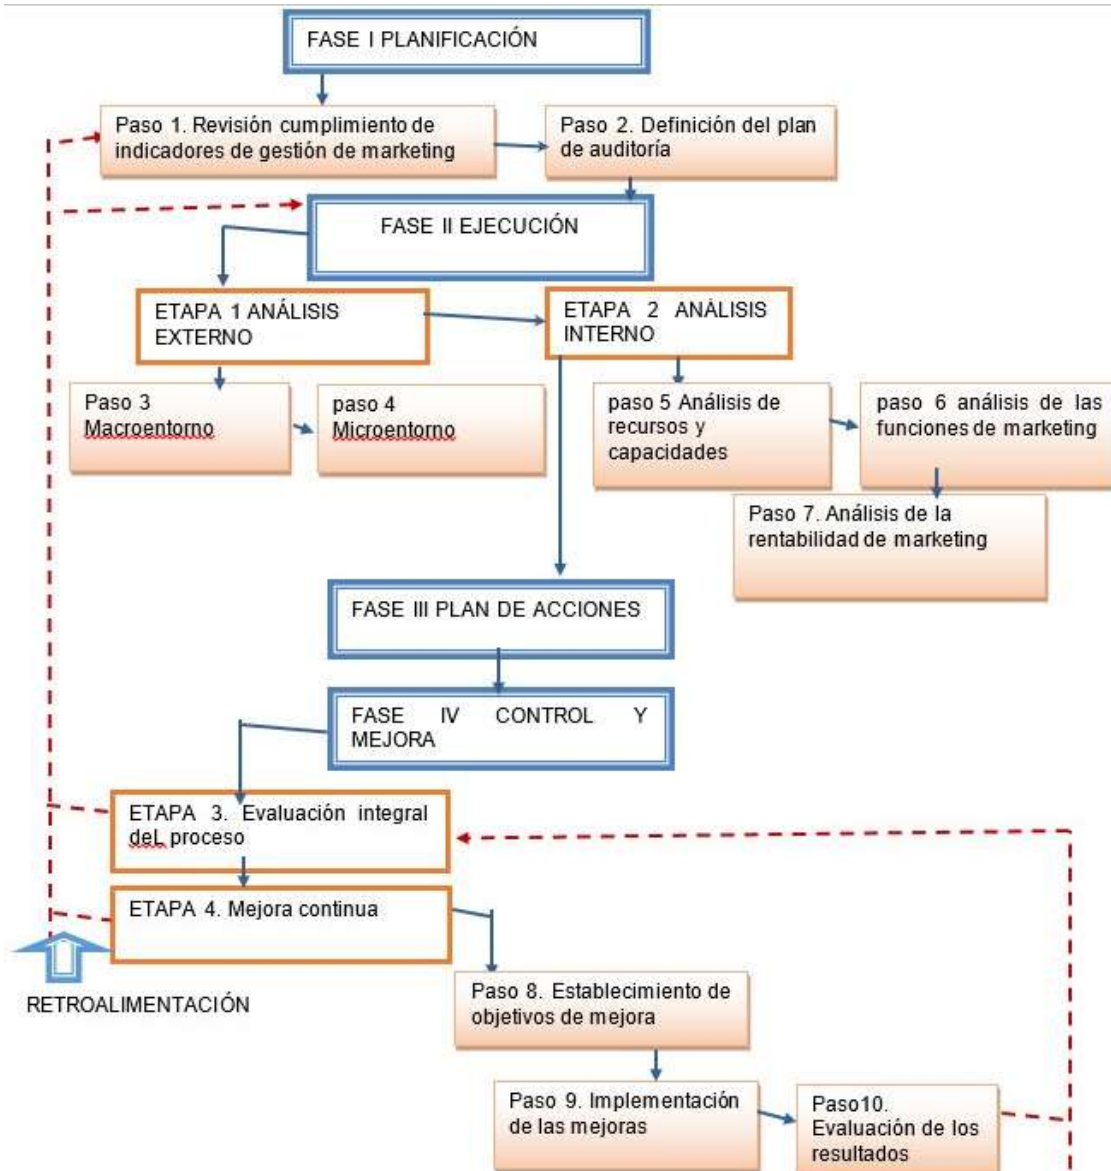 FASE I PLANIFICACIÓN
Paso 1. Revisión cumplimiento de
indicadores de gestión de marketing
Paso 2. Definición del plan
de auditoría
FASE II EJECUCIÓN
ETAPA 1 ANÁLISIS
EXTERNO
ETAPA 2 ANÁLISIS
INTERNO
Paso 3
Macroentorno
paso 4
Microentorno
paso 5 Análisis de
recursos y
capacidades
paso 6 análisis de las
funciones de marketing
Paso 7. Análisis de la
rentabilidad de marketing
FASE III PLAN DE ACCIONES
FASE IV CONTROL Y
MEJORA
ETAPA 3. Evaluación integral
deL proceso
ETAPA 4. Mejora continua
RETROALIMENTACIÓN
Paso 8. Establecimiento de
objetivos de mejora
Paso 9. Implementación
de las mejoras
Paso10.
Evaluación de los
resultados